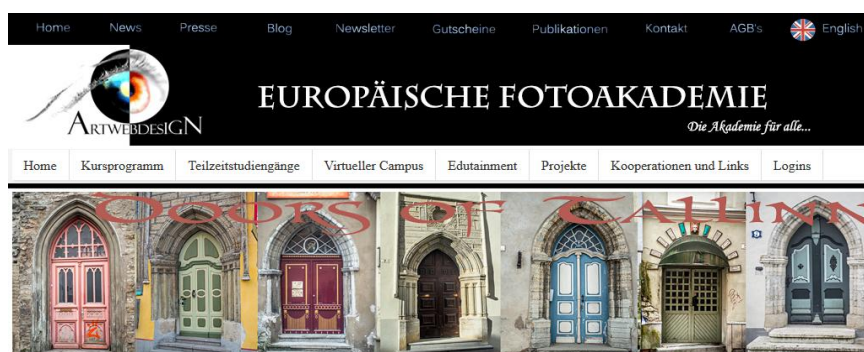 Home News Presse Blog Newsletter Gutscheine Publikationen Kontakt AGB's English
EUROPÄISCHE FOTOAKADEMIE
ARTWEBDESIGN
Die Akademie für alle...
Home Kursprogramm Teilzeitstudiengänge Virtueller Campus Edutainment Projekte Kooperationen und Links Logins
DOORS OF TALLINN